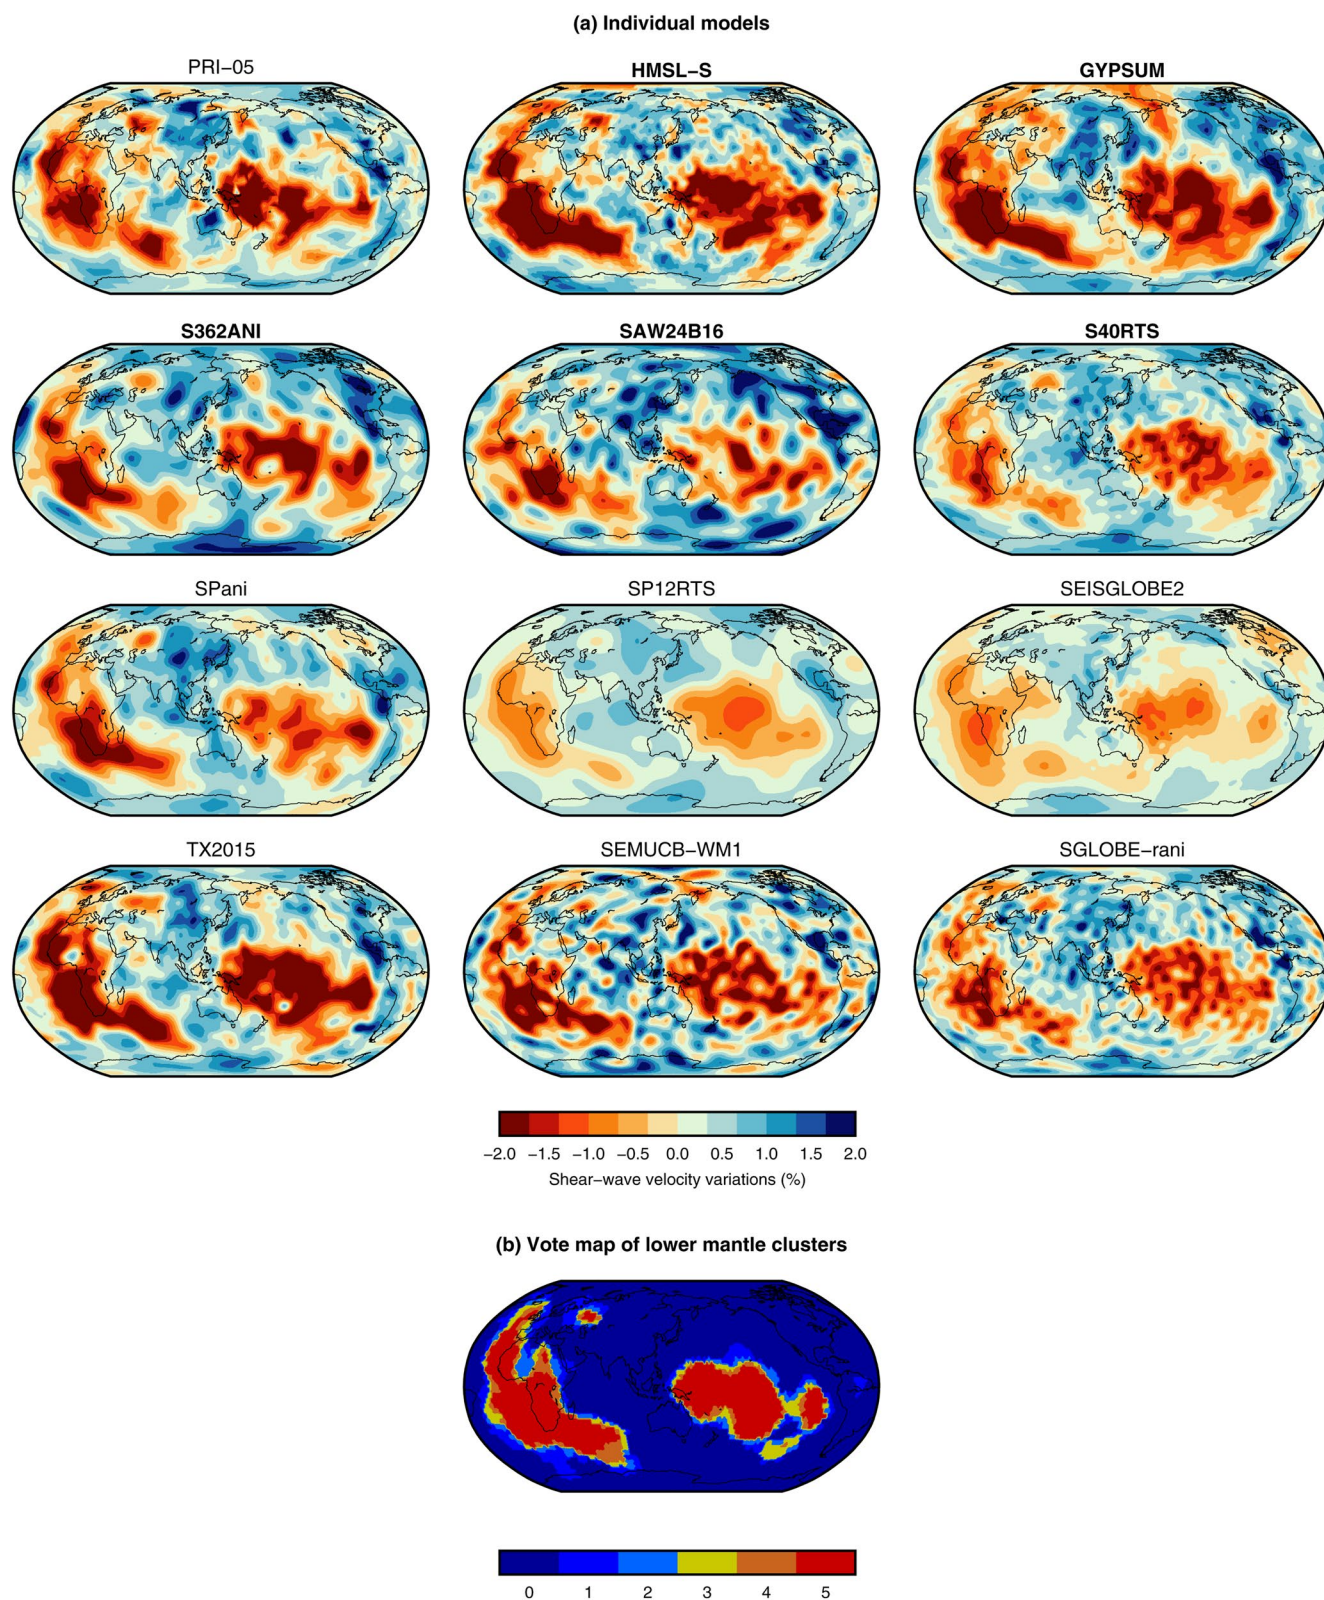 (a) Individual models
PRI−05
HMSL−S
GYPSUM
S362ANI
SAW24B16
S40RTS
SPani
SP12RTS
SEISGLOBE2
TX2015
SEMUCB−WM1
SGLOBE−rani
−2.0 −1.5 −1.0 −0.5 0.0 0.5 1.0 1.5 2.0
Shear−wave velocity variations (%)
(b) Vote map of lower mantle clusters
0 1 2 3 4 5